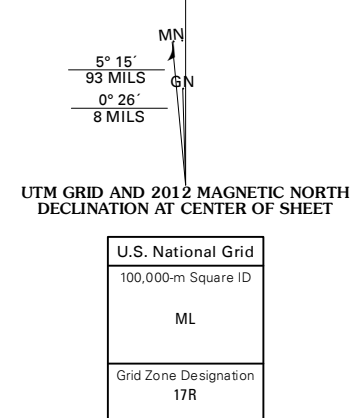 MN
5° 15´
93 MILS
GN
0° 26´
8 MILS
UTM GRID AND 2012 MAGNETIC NORTH
DECLINATION AT CENTER OF SHEET
U.S. National Grid
100,000-m Square ID
ML
Grid Zone Designation
17R